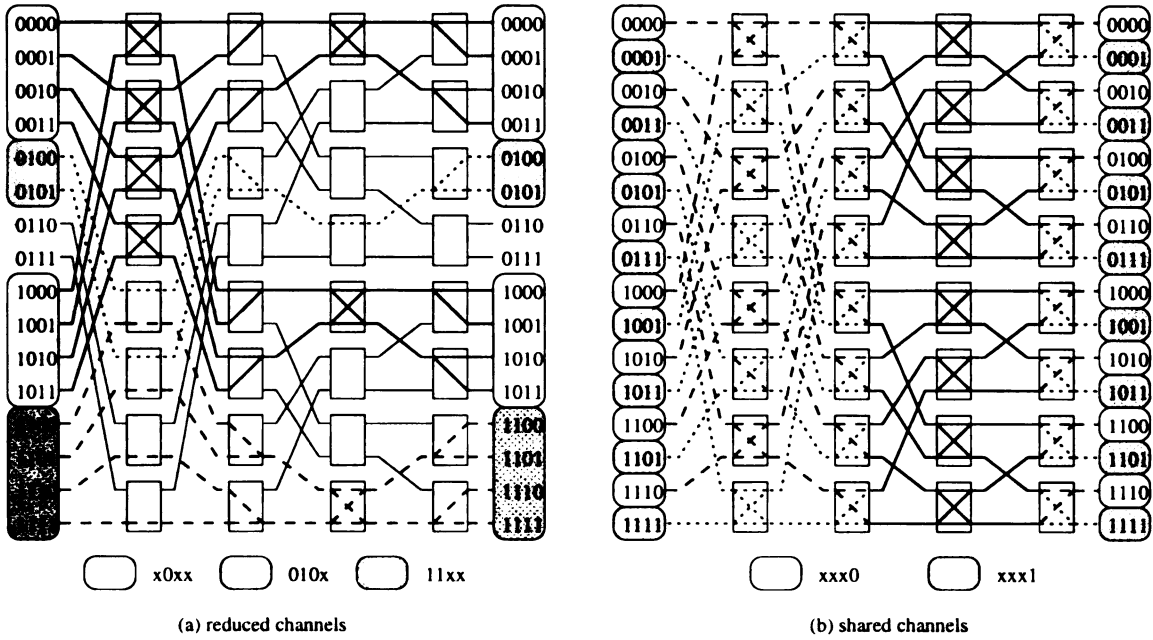 0000 0000 0000 0000
0001 0001 0001 0001
0010 0010 0010 0010
0011 0011 0011 0011
0100 0100 0100 0100
0101 0101 0101 0101
0110 0110 0110 0110
0111 0111 0111 0111
1000 1000 1000 1000
1001 1001 1001 1001
1010 1010 1010 1010
1011 1011 1011 1011
1100 1100 1100
1101 1101 1101
1110 1110 1110
1111 1111 1111
x0xx 010x 11xx xxx0 xxx1
(a) reduced channels (b) shared channels